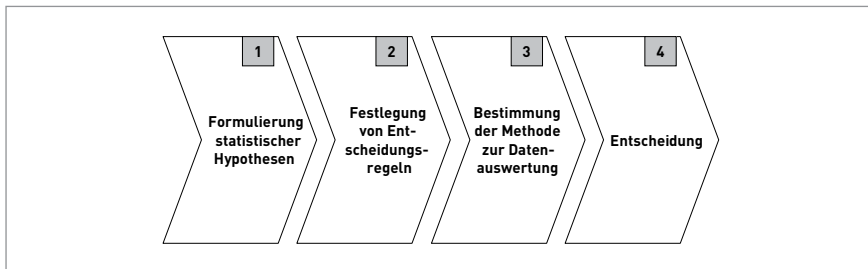 1
Formulierung
statistischer
Hypothesen
2
Festlegung
von Ent-
scheidungs-
regeln
3
Bestimmung
der Methode
zur Daten-
auswertung
4
Entscheidung